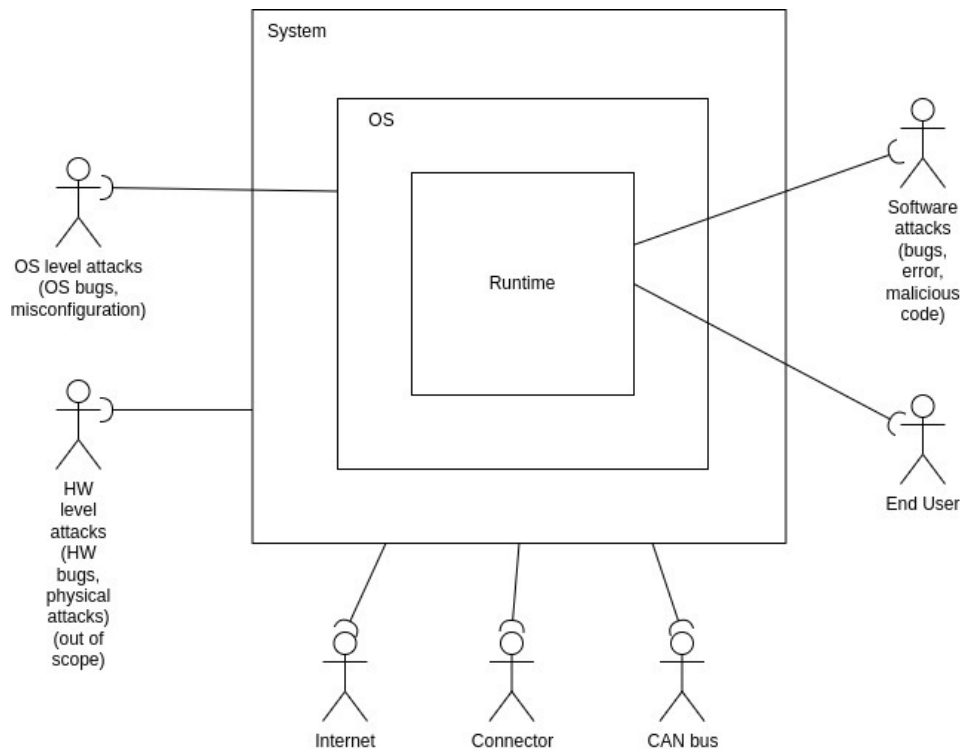 System
OS
Runtime
OS level attacks
(OS bugs,
misconfiguration)
HW
level
attacks
(HW
bugs,
physical
attacks)
(out of
scope)
Software
attacks
(bugs,
error,
malicious
code)
End User
Internet
Connector
CAN bus